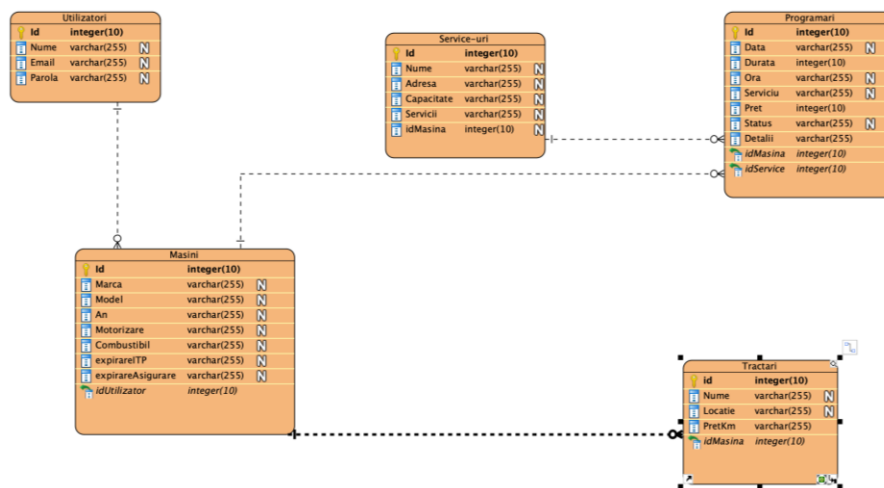 Utilizatori
Id integer(10)
Nume varchar(255) N
Email varchar(255) N
Parola varchar(255) N
Service-uri
Id integer(10)
Nume varchar(255) N
Adresa varchar(255) N
Capacitate varchar(255) N
Servicii varchar(255) N
idMasina integer(10) N
Programari
Id integer(10)
Data varchar(255) N
Durata integer(10)
Ora varchar(255) N
Serviciu varchar(255) N
Pret integer(10)
Status varchar(255) N
Detalii varchar(255)
idMasina integer(10)
idService integer(10)
Masini
Id integer(10)
Marca varchar(255) N
Model varchar(255) N
An varchar(255) N
Motorizare varchar(255) N
Combustibil varchar(255) N
expirareITP varchar(255) N
expirareAsigurare varchar(255) N
idUtilizator integer(10)
Tractari
id integer(10)
Nume varchar(255) N
Locatie varchar(255) N
PretKm varchar(255)
idMasina integer(10)